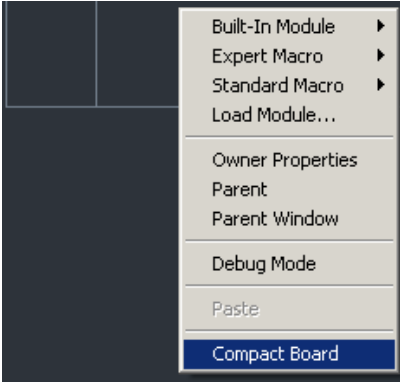 Built-In Module
Expert Macro
Standard Macro
Load Module...
Owner Properties
Parent
Parent Window
Debug Mode
Paste
Compact Board